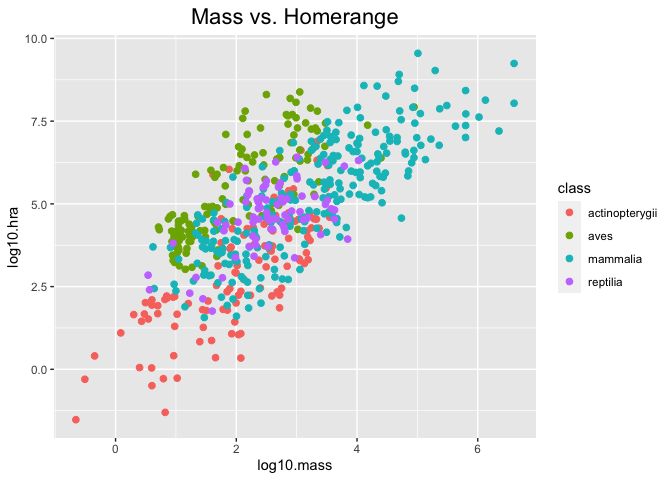 Mass vs. Homerange
10.0
7.5
5.0
2.5
0.0
log10.hra
0
2
4
6
log10.mass
class
actinopterygii
aves
mammalia
reptilia